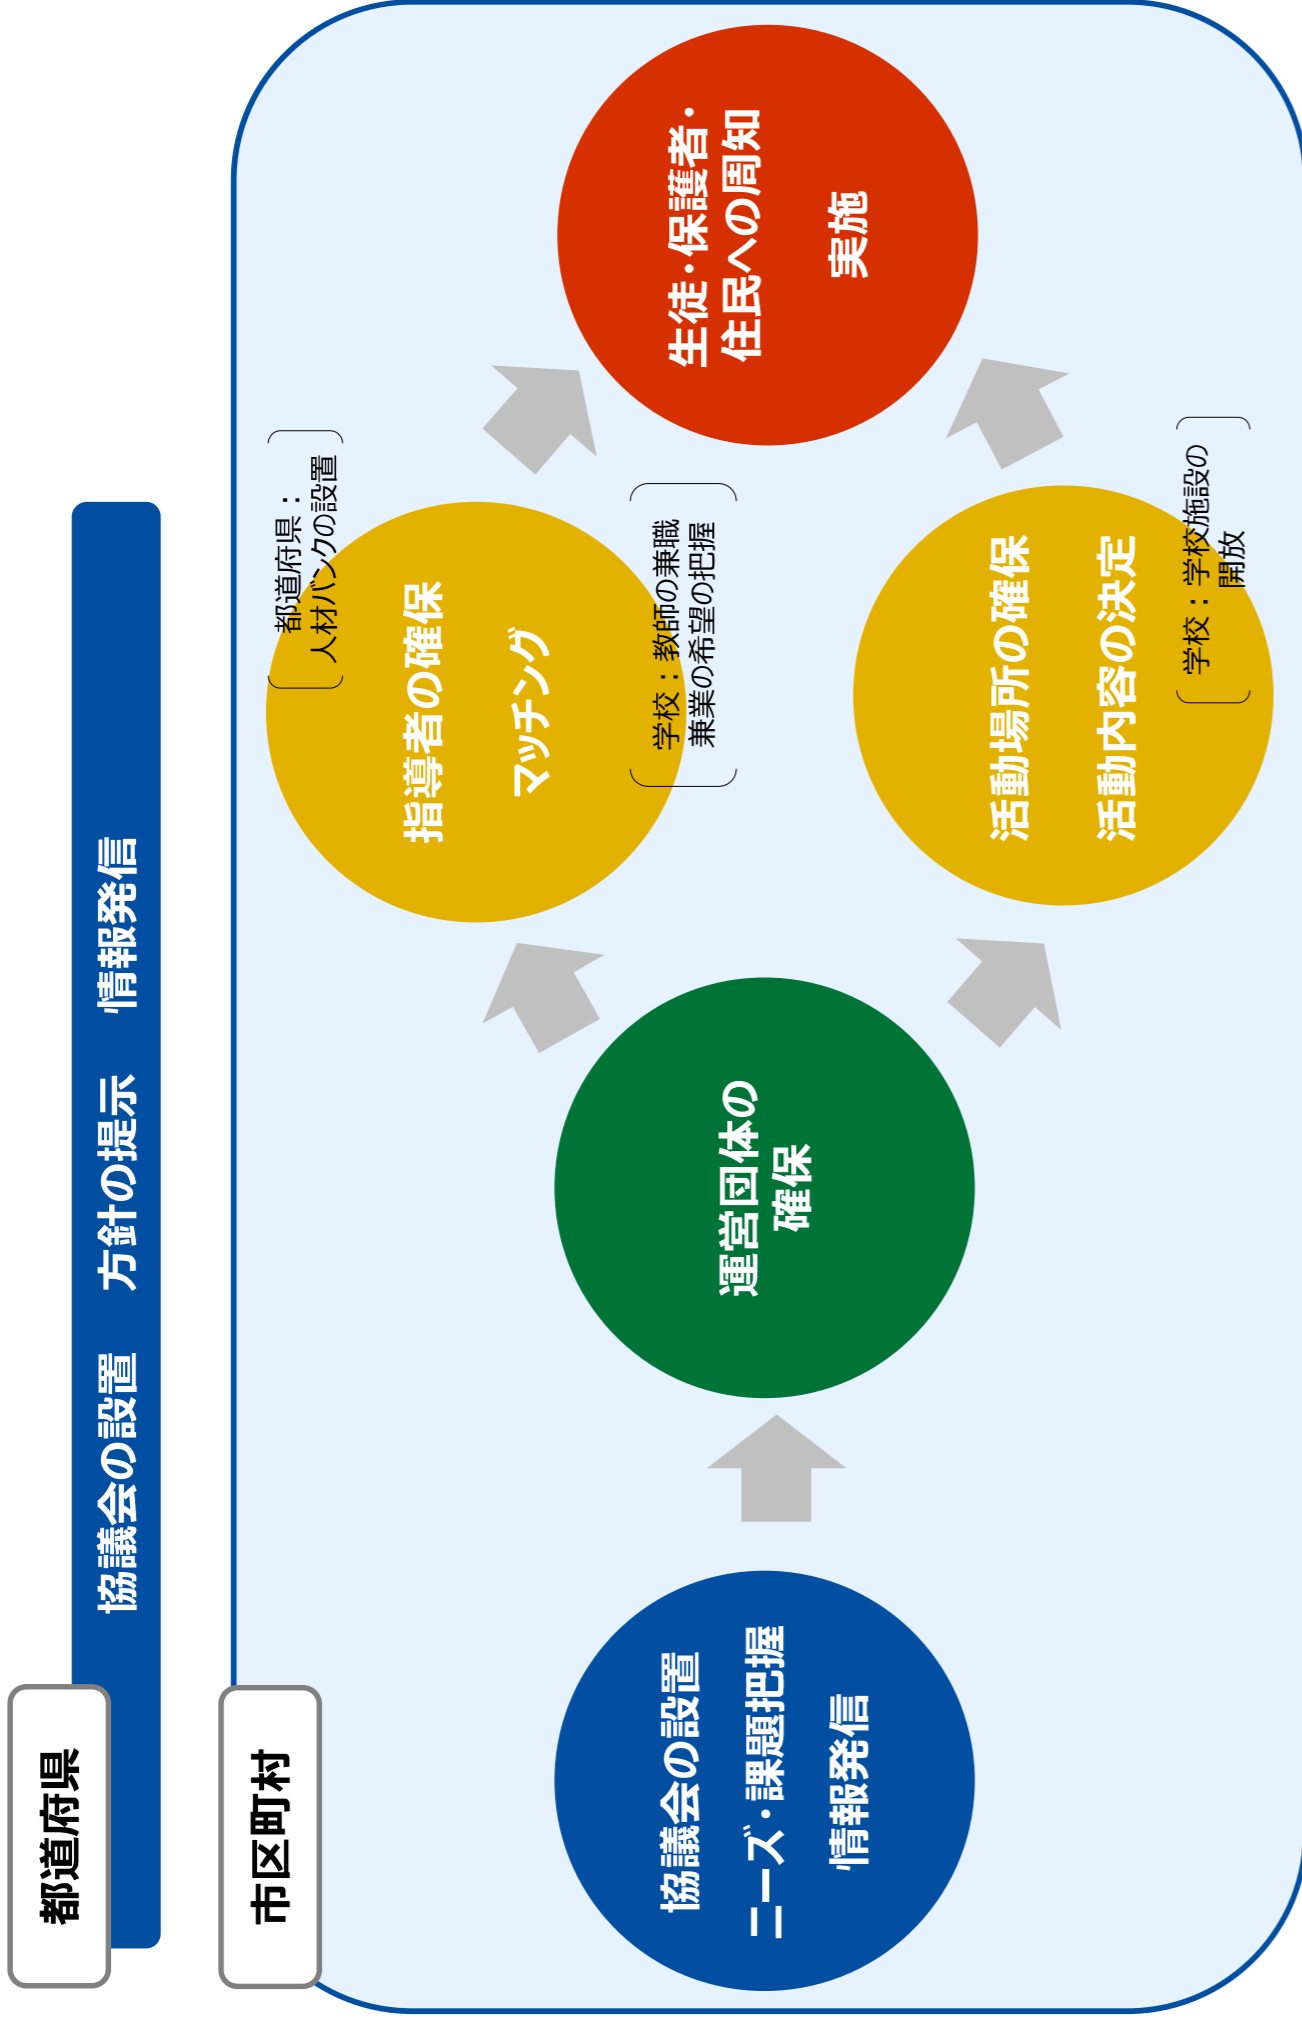 都道府県
協議会の設置　方針の提示　情報発信
市区町村
協議会の設置
ニーズ・課題把握
情報発信
運営団体の
確保
都道府県：
人材バンクの設置
指導者の確保
マッチング
学校：教師の兼職
兼業の希望の把握
活動場所の確保
活動内容の決定
学校：学校施設の
開放
生徒・保護者・
住民への周知
実施